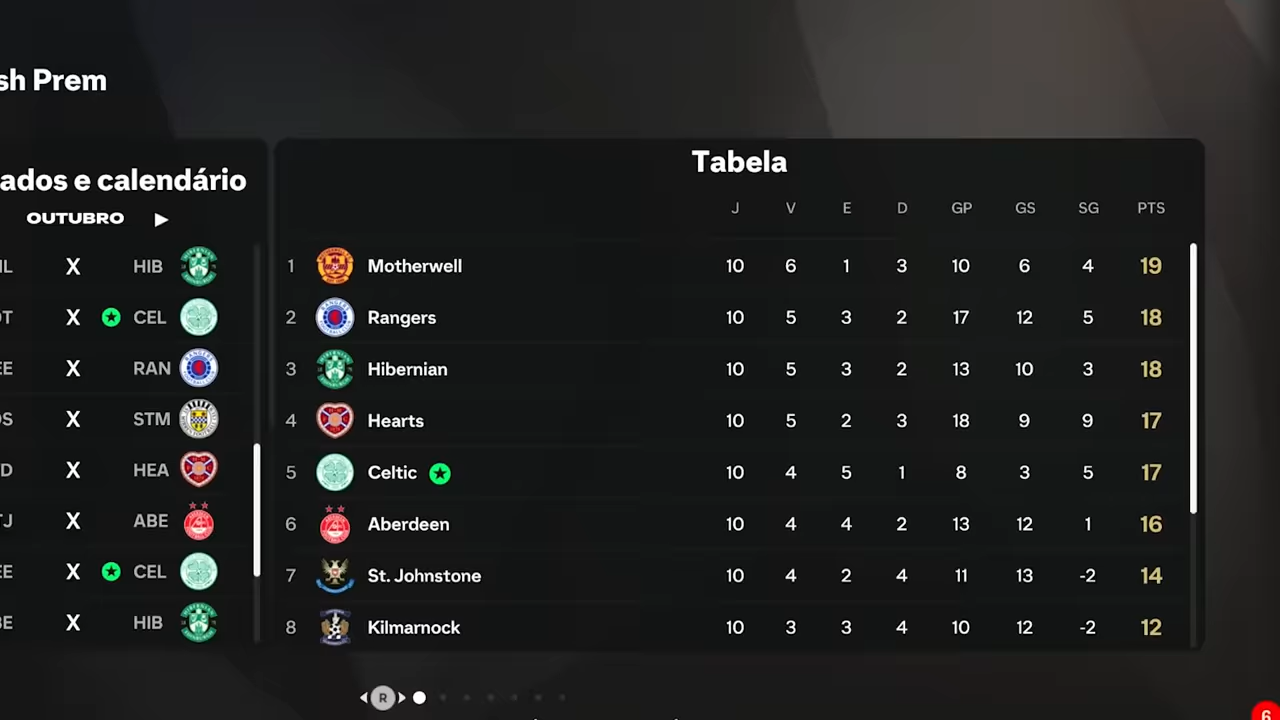 sh Prem
ados e calendário
OUTUBRO
L X HIB
T X CEL
EE X RAN
S X STM
D X HEA
J X ABE
EE X CEL
BE X HIB
Tabela
J V E D GP GS SG PTS
1 Motherwell 10 6 1 3 10 6 4 19
2 Rangers 10 5 3 2 17 12 5 18
3 Hibernian 10 5 3 2 13 10 3 18
4 Hearts 10 5 2 3 18 9 9 17
5 Celtic 10 4 5 1 8 3 5 17
6 Aberdeen 10 4 4 2 13 12 1 16
7 St. Johnstone 10 4 2 4 11 13 -2 14
8 Kilmarnock 10 3 3 4 10 12 -2 12
R
6